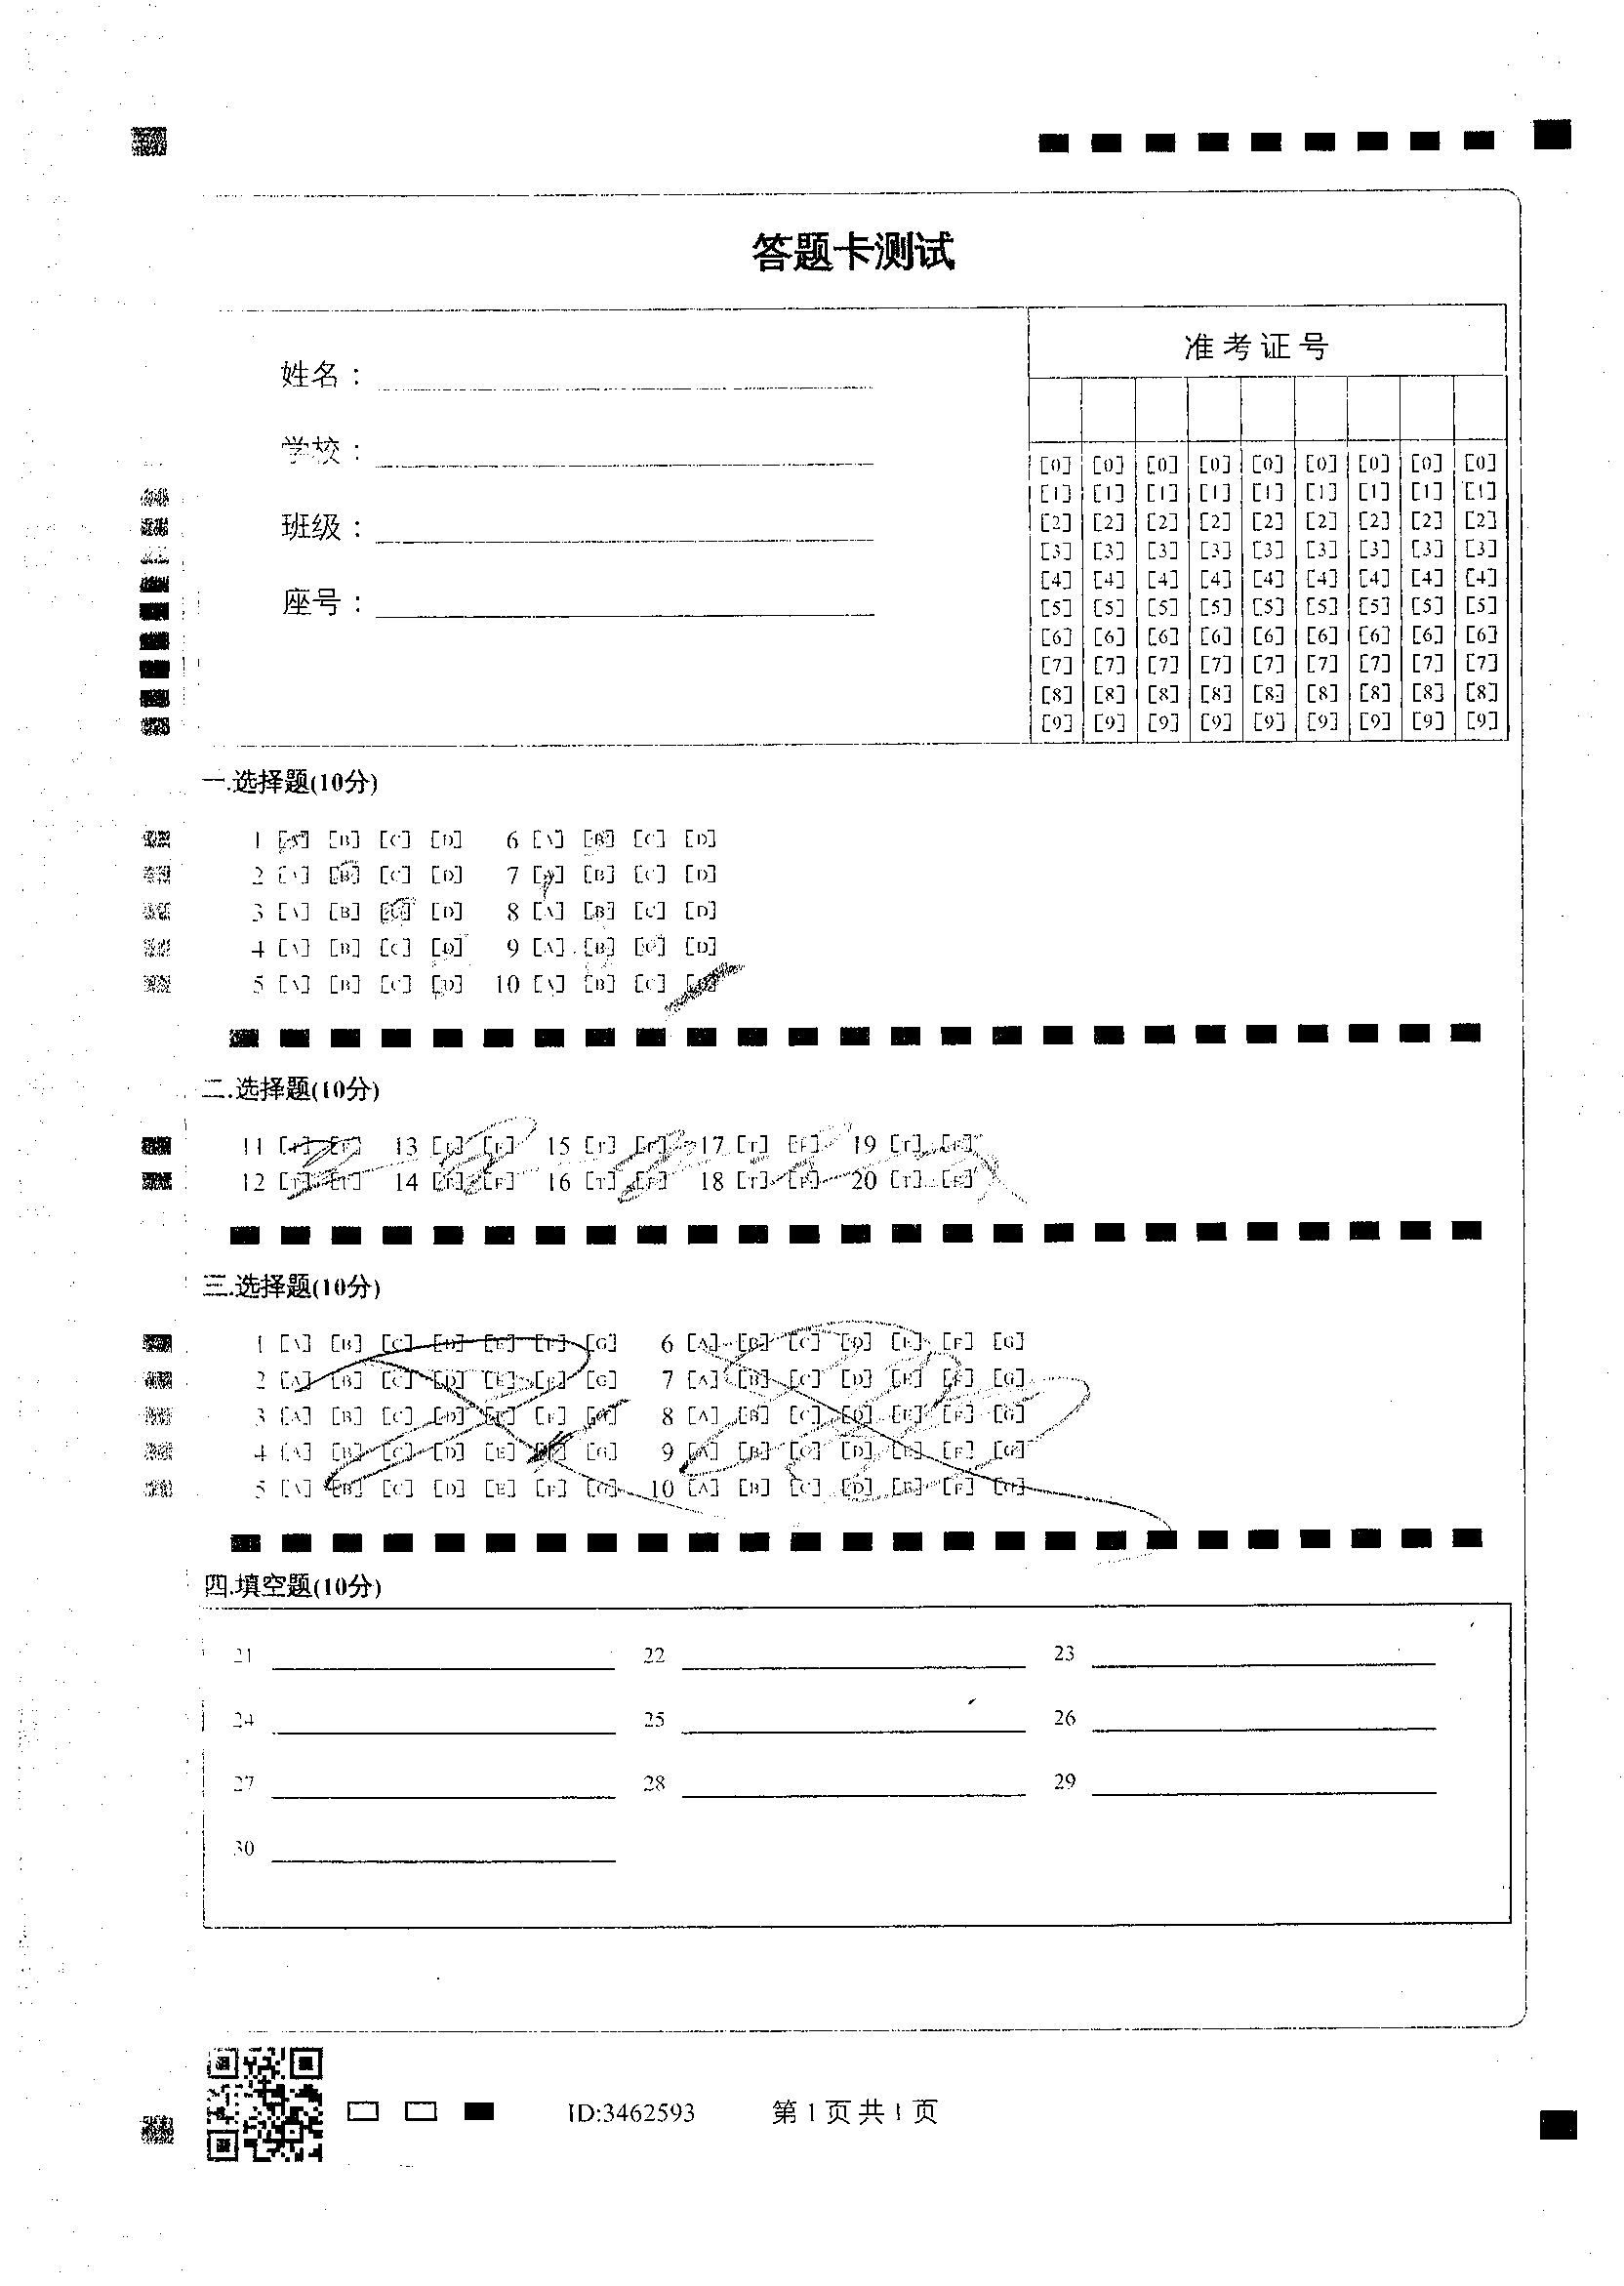 答题卡测试
准考证号
姓名：
学校：
班级：
座号：
[0] [0] [0] [0] [0] [0] [0] [0] [0]
[1] [1] [1] [1] [1] [1] [1] [1] [1]
[2] [2] [2] [2] [2] [2] [2] [2] [2]
[3] [3] [3] [3] [3] [3] [3] [3] [3]
[4] [4] [4] [4] [4] [4] [4] [4] [4]
[5] [5] [5] [5] [5] [5] [5] [5] [5]
[6] [6] [6] [6] [6] [6] [6] [6] [6]
[7] [7] [7] [7] [7] [7] [7] [7] [7]
[8] [8] [8] [8] [8] [8] [8] [8] [8]
[9] [9] [9] [9] [9] [9] [9] [9] [9]
一.选择题(10分)
1 [A] [B] [C] [D] 6 [A] [B] [C] [D]
2 [A] [B] [C] [D] 7 [A] [B] [C] [D]
3 [A] [B] [C] [D] 8 [A] [B] [C] [D]
4 [A] [B] [C] [D] 9 [A] [B] [C] [D]
5 [A] [B] [C] [D] 10 [A] [B] [C] [D]
二.选择题(10分)
11 [T] [F] 13 [T] [F] 15 [T] [F] 17 [T] [F] 19 [T] [F]
12 [T] [F] 14 [T] [F] 16 [T] [F] 18 [T] [F] 20 [T] [F]
三.选择题(10分)
1 [A] [B] [C] [D] [E] [F] [G] 6 [A] [B] [C] [D] [E] [F] [G]
2 [A] [B] [C] [D] [E] [F] [G] 7 [A] [B] [C] [D] [E] [F] [G]
3 [A] [B] [C] [D] [E] [F] [G] 8 [A] [B] [C] [D] [E] [F] [G]
4 [A] [B] [C] [D] [E] [F] [G] 9 [A] [B] [C] [D] [E] [F] [G]
5 [A] [B] [C] [D] [E] [F] [G] 10 [A] [B] [C] [D] [E] [F] [G]
四.填空题(10分)
21 22 23
24 25 26
27 28 29
30
ID:3462593 第1页共1页